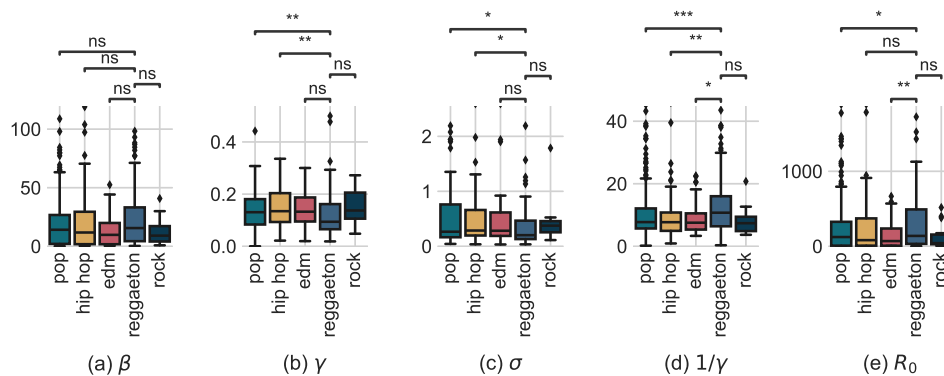 ns
ns
ns
ns
100
50
0
pop
hip hop
edm
reggaeton
rock
(a) β
**
**
ns
ns
0.4
0.2
0.0
pop
hip hop
edm
reggaeton
rock
(b) γ
*
*
ns
ns
2
1
0
pop
hip hop
edm
reggaeton
rock
(c) σ
***
**
ns
*
40
20
0
pop
hip hop
edm
reggaeton
rock
(d) 1/γ
*
ns
ns
**
1000
0
pop
hip hop
edm
reggaeton
rock
(e) R₀